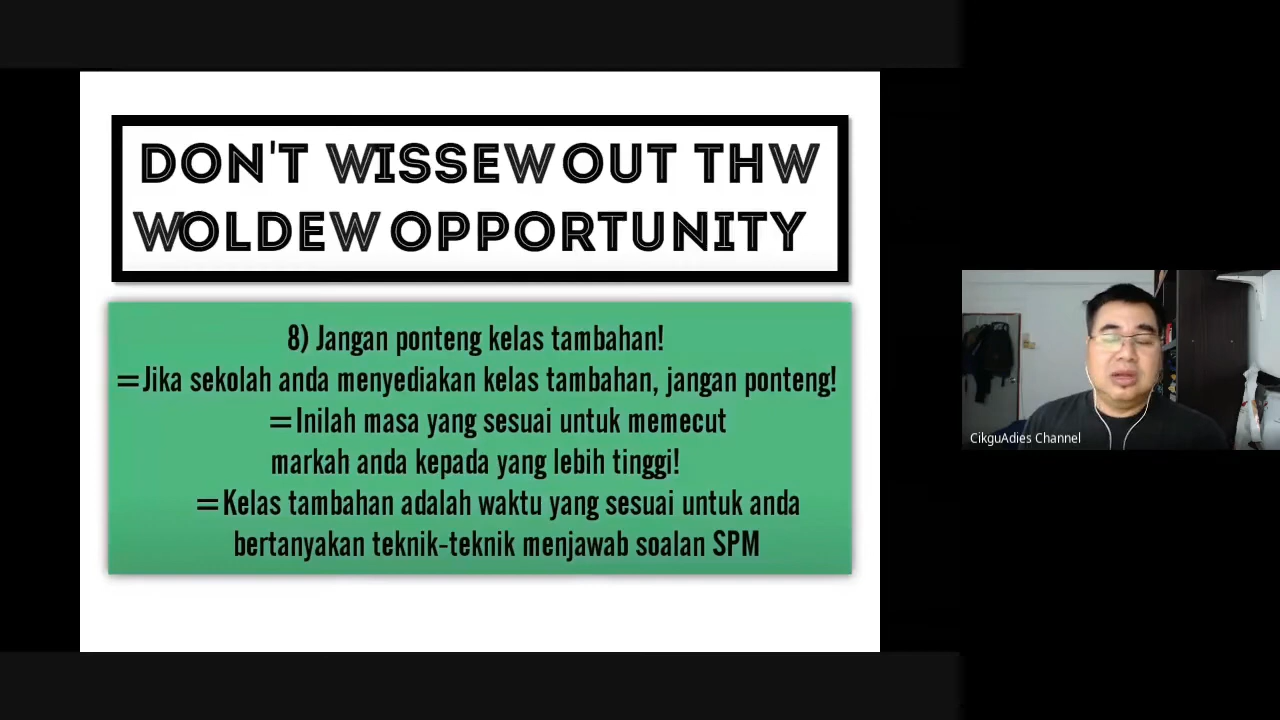 DON'T WISSEW OUT THW
WOLDEW OPPORTUNITY
8) Jangan ponteng kelas tambahan!
=Jika sekolah anda menyediakan kelas tambahan, jangan ponteng!
=Inilah masa yang sesuai untuk memecut
markah anda kepada yang lebih tinggi!
=Kelas tambahan adalah waktu yang sesuai untuk anda
bertanyakan teknik-teknik menjawab soalan SPM
CikguAdies Channel